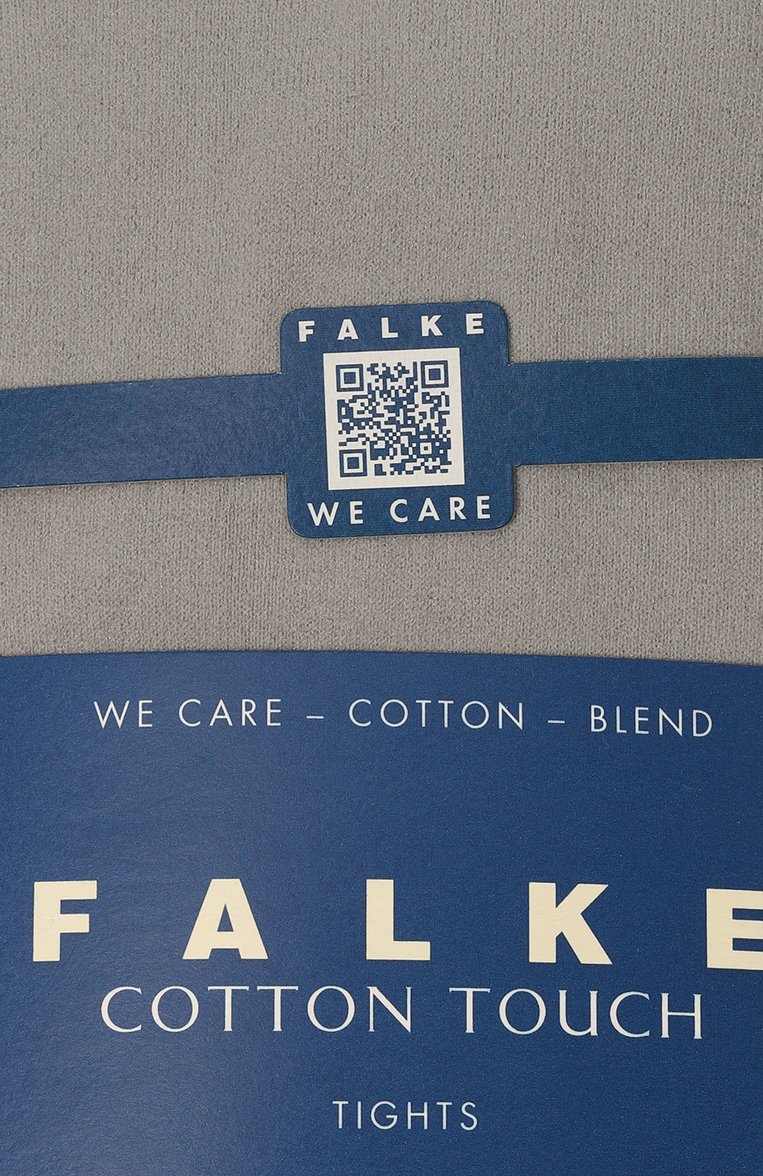 FALKE
WE CARE
WE CARE – COTTON – BLEND
FALKE
COTTON TOUCH
TIGHTS